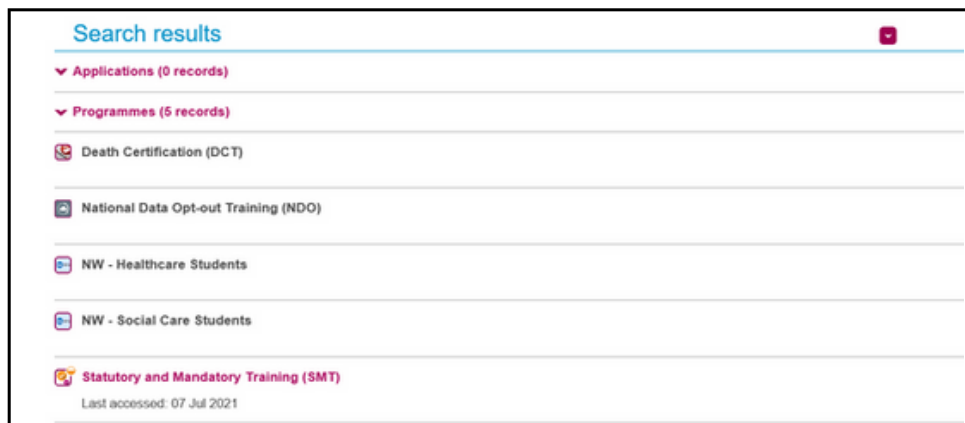 Search results
Applications (0 records)
Programmes (5 records)
Death Certification (DCT)
National Data Opt-out Training (NDO)
NW - Healthcare Students
NW - Social Care Students
Statutory and Mandatory Training (SMT)
Last accessed: 07 Jul 2021